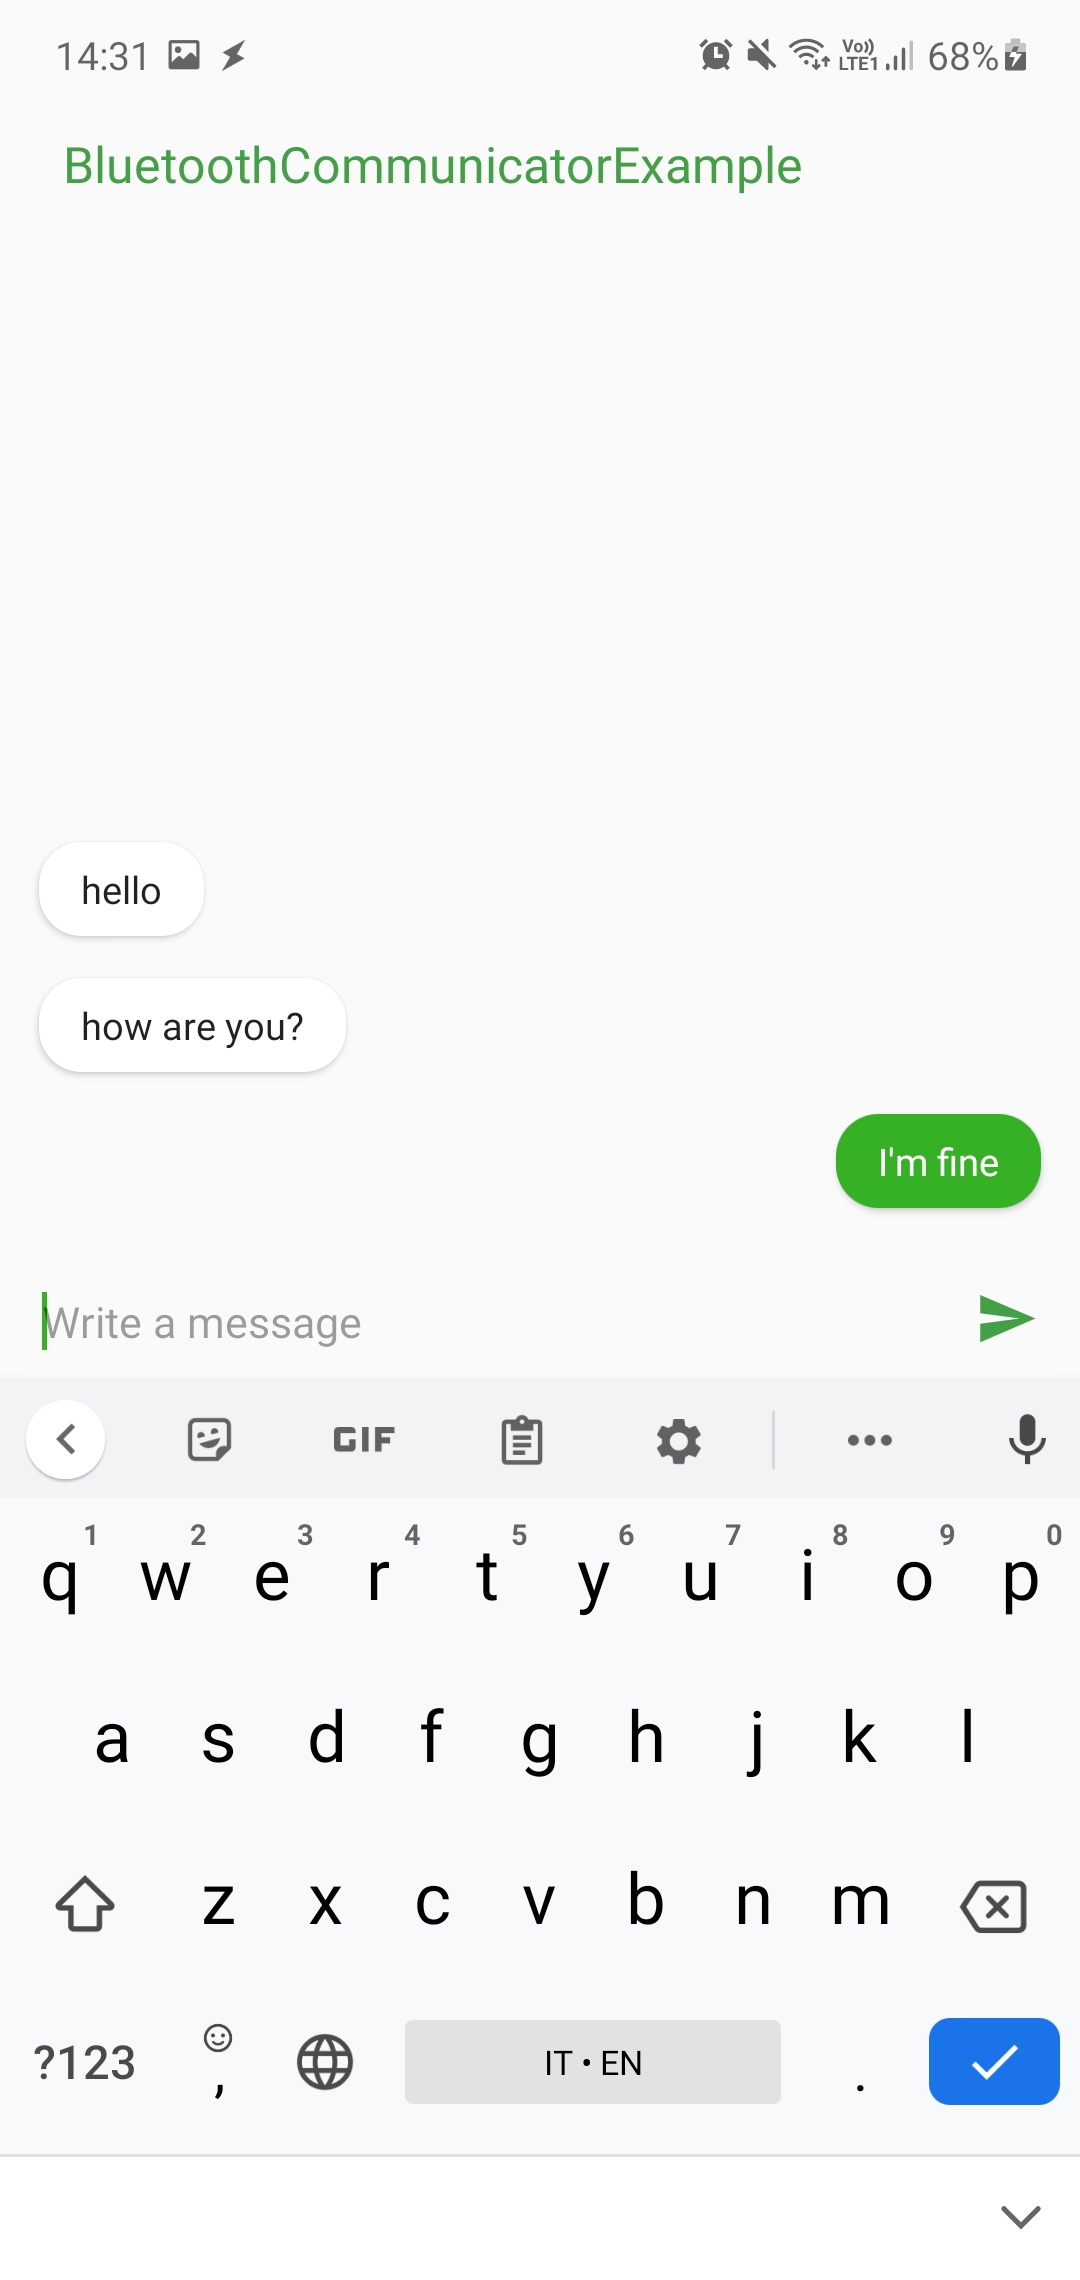 14:31 Vo)) LTE1 68%
BluetoothCommunicatorExample
hello
how are you?
I'm fine
Write a message
GIF
1 2 3 4 5 6 7 8 9 0
q w e r t y u i o p
a s d f g h j k l
z x c v b n m
?123 , IT • EN .